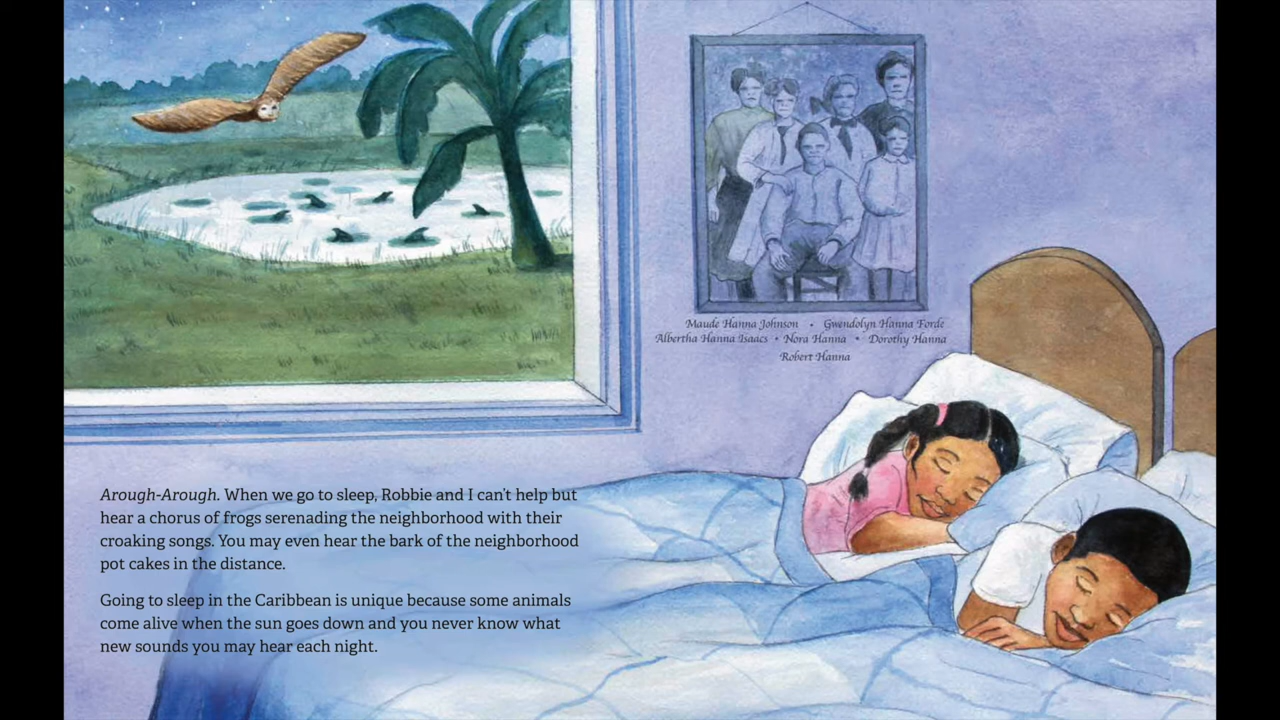 Maude Hanna Johnson • Gwendolyn Hanna Forde
Albertha Hanna Isaacs • Nora Hanna • Dorothy Hanna
Robert Hanna
Arough-Arough. When we go to sleep, Robbie and I can't help but
hear a chorus of frogs serenading the neighborhood with their
croaking songs. You may even hear the bark of the neighborhood
pot cakes in the distance.
Going to sleep in the Caribbean is unique because some animals
come alive when the sun goes down and you never know what
new sounds you may hear each night.